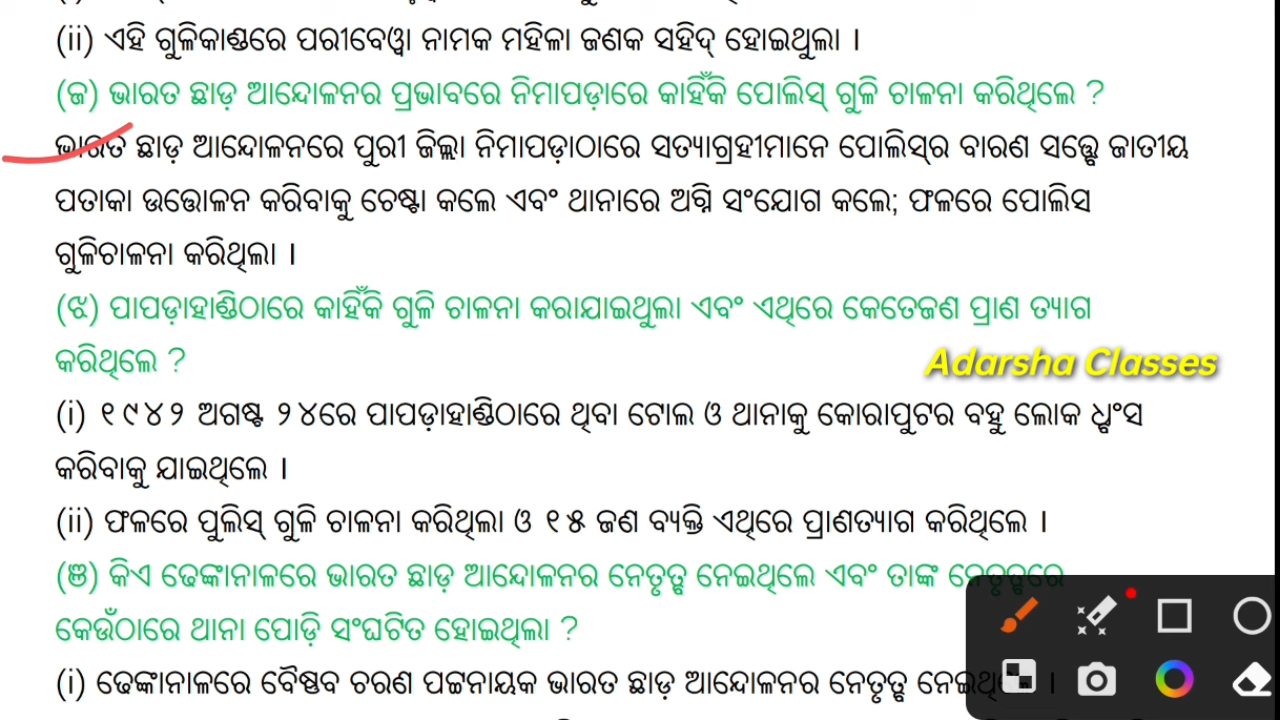 (ii) ଏହି ଗୁଳିକାଣ୍ଡରେ ପରୀବେୱା ନାମକ ମହିଳା ଜଣକ ସହିଦ୍ ହୋଇଥିଲା ।
(ଜ) ଭାରତ ଛାଡ଼ ଆନ୍ଦୋଳନର ପ୍ରଭାବରେ ନିମାପଡ଼ାରେ କାହିଁକି ପୋଲିସ୍ ଗୁଳି ଚାଳନା କରିଥିଲେ ?
ଭାରତ ଛାଡ଼ ଆନ୍ଦୋଳନରେ ପୁରୀ ଜିଲ୍ଲା ନିମାପଡ଼ାଠାରେ ସତ୍ୟାଗ୍ରହୀମାନେ ପୋଲିସ୍‌ର ବାରଣ ସତ୍ତ୍ୱେ ଜାତୀୟ
ପତାକା ଉତ୍ତୋଳନ କରିବାକୁ ଚେଷ୍ଟା କଲେ ଏବଂ ଥାନାରେ ଅଗ୍ନି ସଂଯୋଗ କଲେ; ଫଳରେ ପୋଲିସ
ଗୁଳିଚାଳନା କରିଥିଲା ।
(ଝ) ପାପଡ଼ାହାଣ୍ଡିଠାରେ କାହିଁକି ଗୁଳି ଚାଳନା କରାଯାଇଥିଲା ଏବଂ ଏଥିରେ କେତେଜଣ ପ୍ରାଣ ତ୍ୟାଗ
କରିଥିଲେ ?
Adarsha Classes
(i) ୧୯୪୨ ଅଗଷ୍ଟ ୨୪ରେ ପାପଡ଼ାହାଣ୍ଡିଠାରେ ଥିବା ଟୋଲ ଓ ଥାନାକୁ କୋରାପୁଟର ବହୁ ଲୋକ ଧ୍ବଂସ
କରିବାକୁ ଯାଇଥିଲେ ।
(ii) ଫଳରେ ପୁଲିସ୍ ଗୁଳି ଚାଳନା କରିଥିଲା ଓ ୧୫ ଜଣ ବ୍ୟକ୍ତି ଏଥିରେ ପ୍ରାଣତ୍ୟାଗ କରିଥିଲେ ।
(ଞ) କିଏ ଢେଙ୍କାନାଳରେ ଭାରତ ଛାଡ଼ ଆନ୍ଦୋଳନର ନେତୃତ୍ଵ ନେଇଥିଲେ ଏବଂ ତାଙ୍କ ନେତୃତ୍ଵରେ
କେଉଁଠାରେ ଥାନା ପୋଡ଼ି ସଂଘଟିତ ହୋଇଥିଲା ?
(i) ଢେଙ୍କାନାଳରେ ବୈଷ୍ଣବ ଚରଣ ପଟ୍ଟନାୟକ ଭାରତ ଛାଡ଼ ଆନ୍ଦୋଳନର ନେତୃତ୍ଵ ନେଇଥିଲେ ।